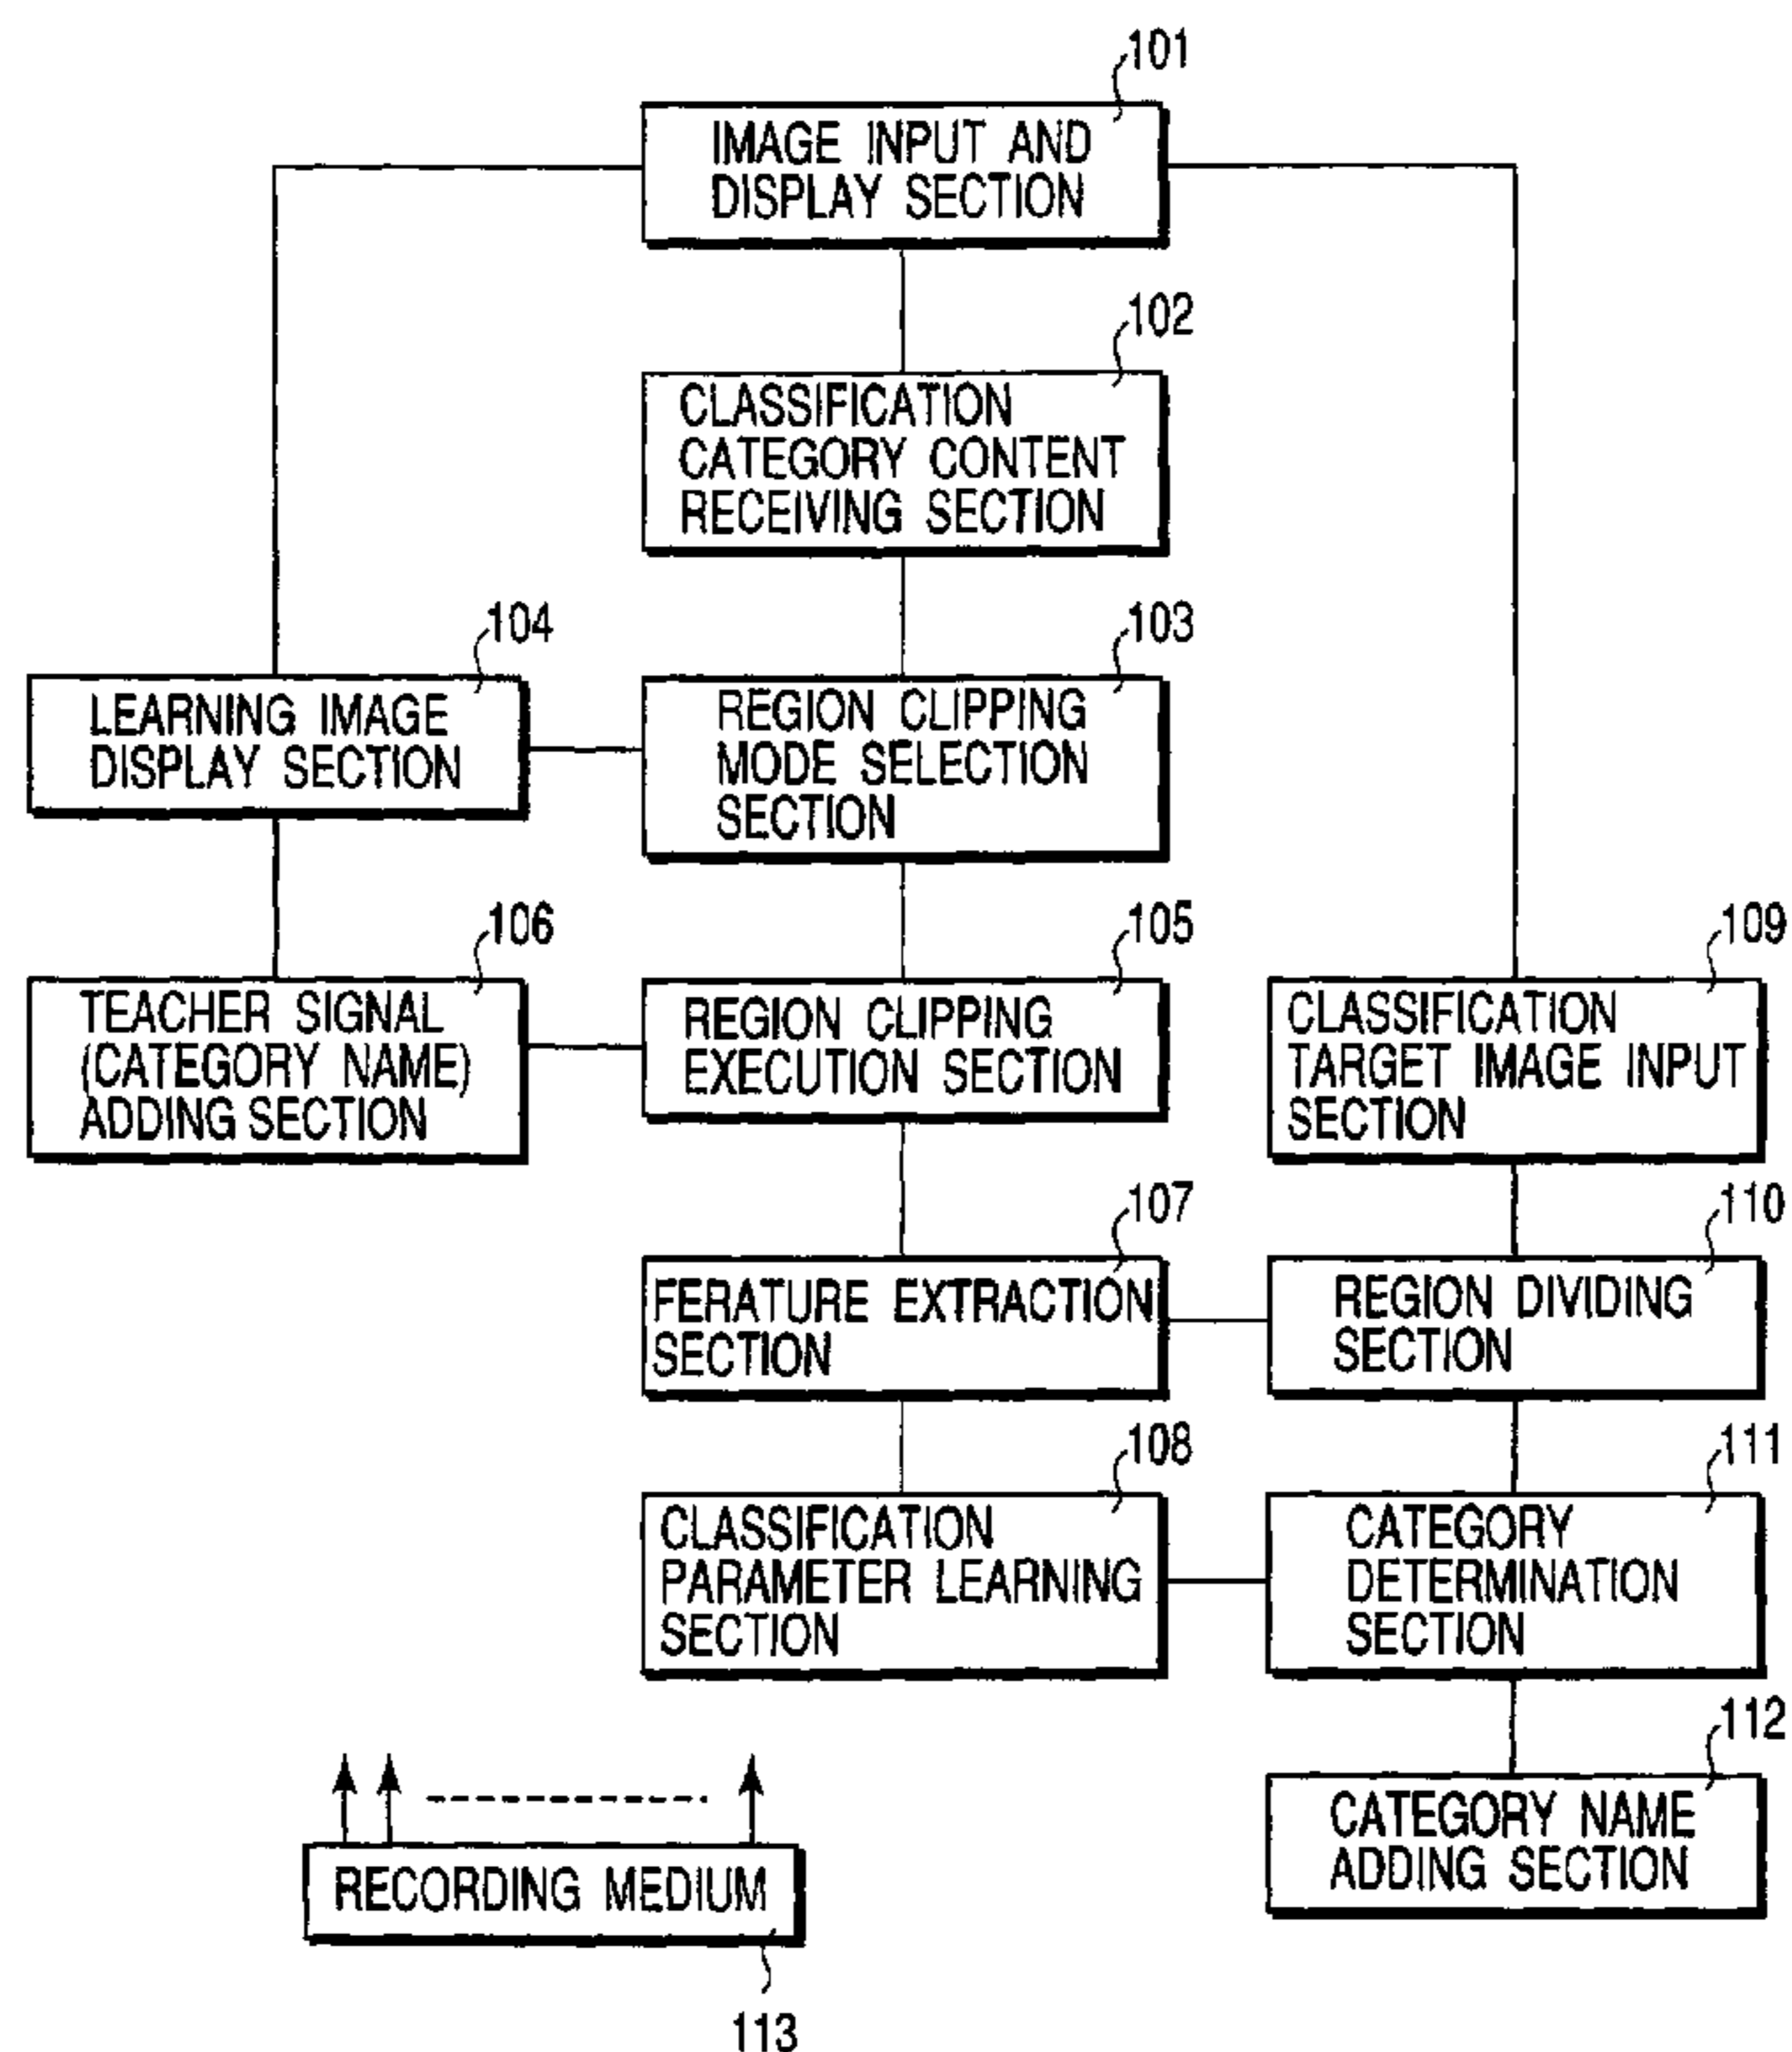 101
IMAGE INPUT AND
DISPLAY SECTION
102
CLASSIFICATION
CATEGORY CONTENT
RECEIVING SECTION
104
LEARNING IMAGE
DISPLAY SECTION
103
REGION CLIPPING
MODE SELECTION
SECTION
106
TEACHER SIGNAL
(CATEGORY NAME)
ADDING SECTION
105
REGION CLIPPING
EXECUTION SECTION
109
CLASSIFICATION
TARGET IMAGE INPUT
SECTION
107
FERATURE EXTRACTION
SECTION
110
REGION DIVIDING
SECTION
108
CLASSIFICATION
PARAMETER LEARNING
SECTION
111
CATEGORY
DETERMINATION
SECTION
112
CATEGORY NAME
ADDING SECTION
RECORDING MEDIUM
113